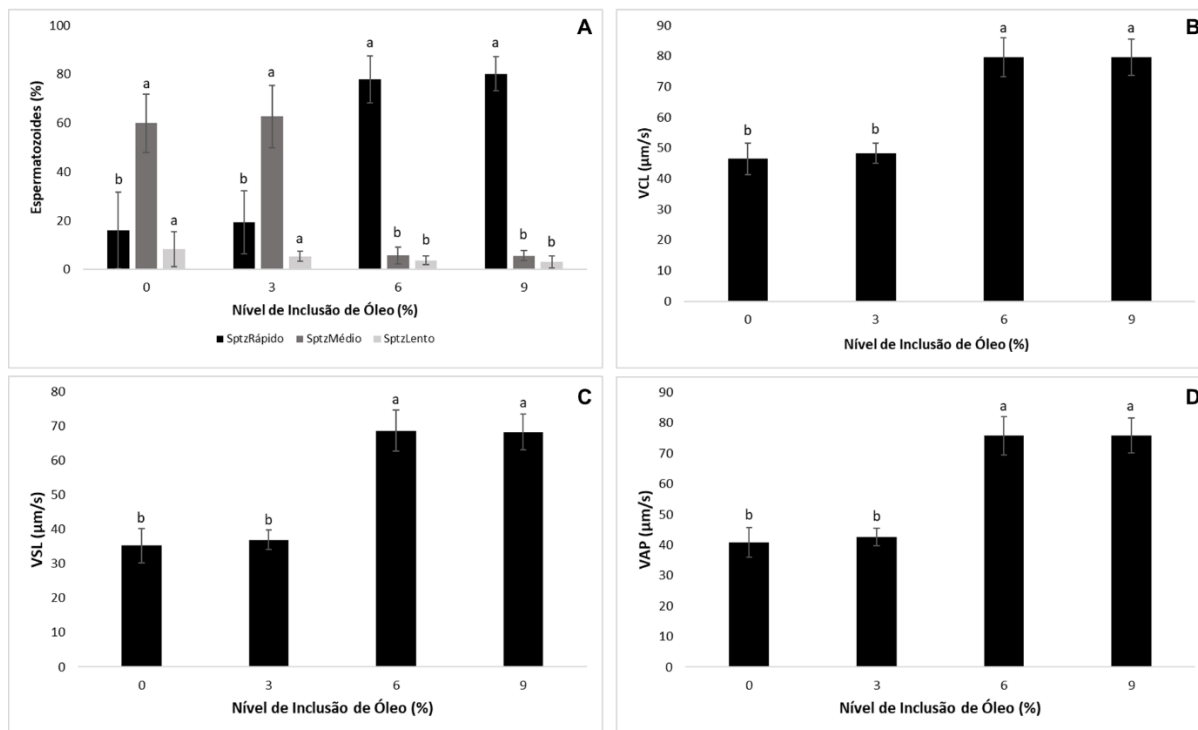 A
100
80
60
40
20
0
Espermatozoides (%)
b
a
a
b
a
a
a
b
b
a
b
b
0 3 6 9
Nível de Inclusão de Óleo (%)
SptzRápido SptzMédio SptzLento
B
90
80
70
60
50
40
30
20
10
0
VCL (µm/s)
b
b
a
a
0 3 6 9
Nível de Inclusão de Óleo (%)
C
80
70
60
50
40
30
20
10
0
VSL (µm/s)
b
b
a
a
0 3 6 9
Nível de Inclusão de Óleo (%)
D
90
80
70
60
50
40
30
20
10
0
VAP (µm/s)
b
b
a
a
0 3 6 9
Nível de Inclusão de Óleo (%)